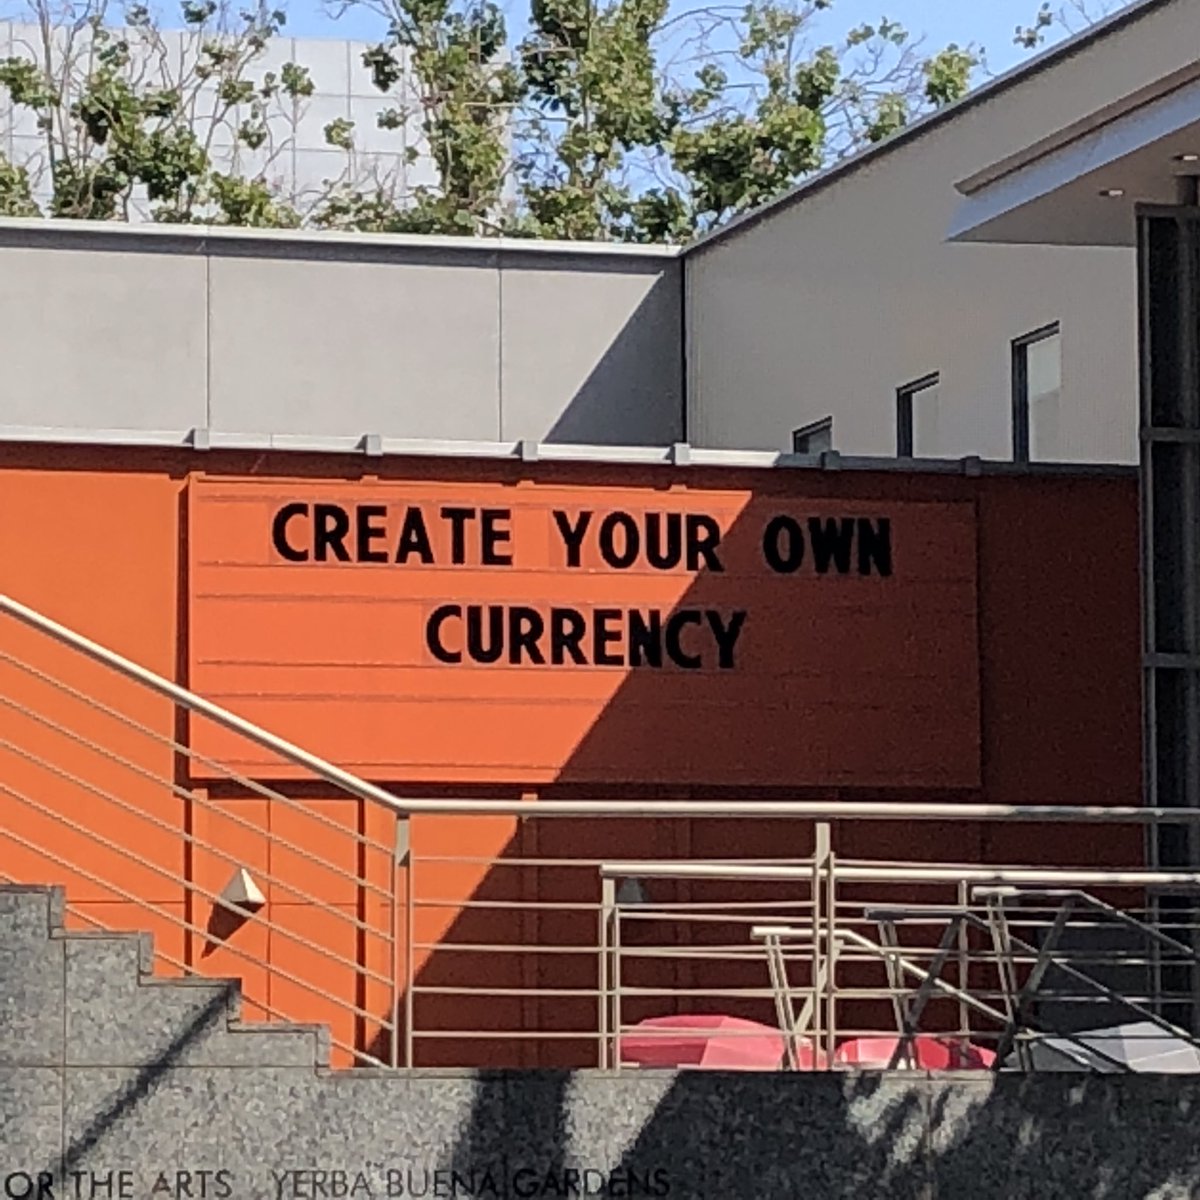 CREATE YOUR OWN
CURRENCY
OR THE ARTS YERBA BUENA GARDENS